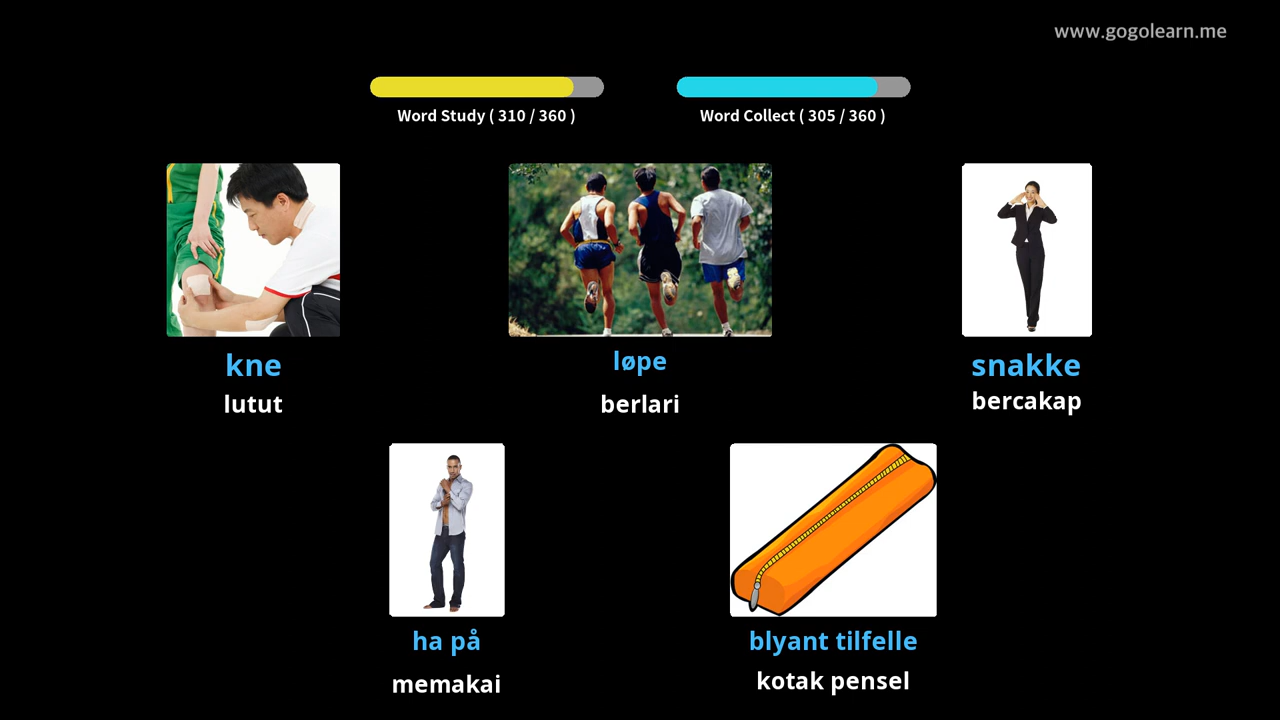 www.gogolearn.me
Word Study ( 310 / 360 )
Word Collect ( 305 / 360 )
kne
lutut
løpe
berlari
snakke
bercakap
ha på
memakai
blyant tilfelle
kotak pensel